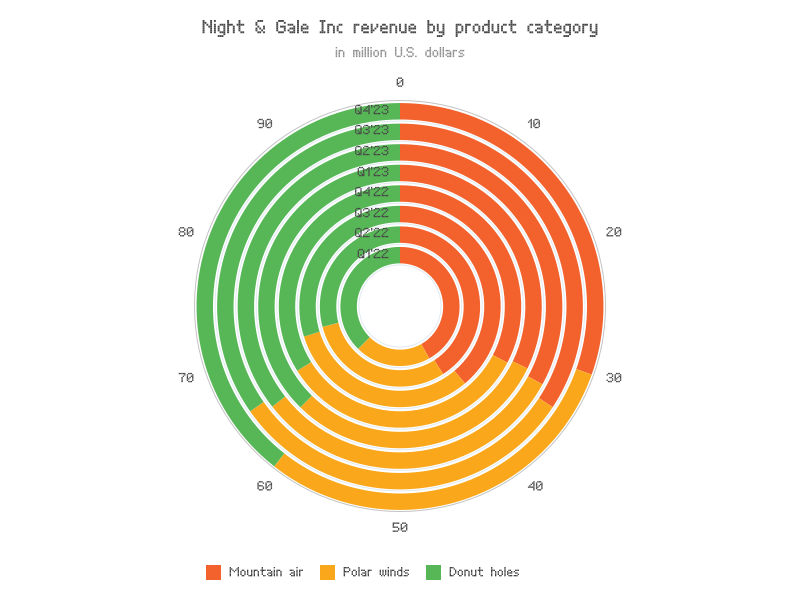 Night & Gale Inc revenue by product category
in million U.S. dollars
0
10
20
30
40
50
60
70
80
90
Q4'23
Q3'23
Q2'23
Q1'23
Q4'22
Q3'22
Q2'22
Q1'22
Mountain air Polar winds Donut holes